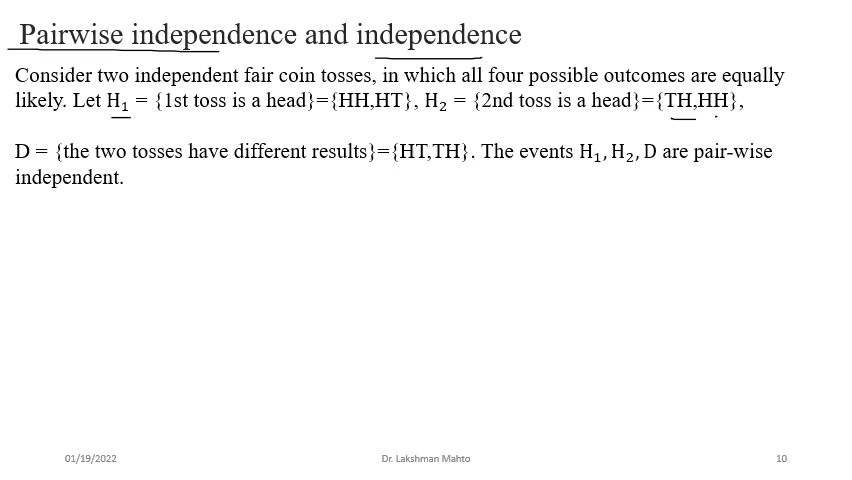 Pairwise independence and independence
Consider two independent fair coin tosses, in which all four possible outcomes are equally
likely. Let H₁ = {1st toss is a head}={HH,HT}, H₂ = {2nd toss is a head}={TH,HH},
D = {the two tosses have different results}={HT,TH}. The events H₁, H₂, D are pair-wise
independent.
01/19/2022
Dr. Lakshman Mahto
10